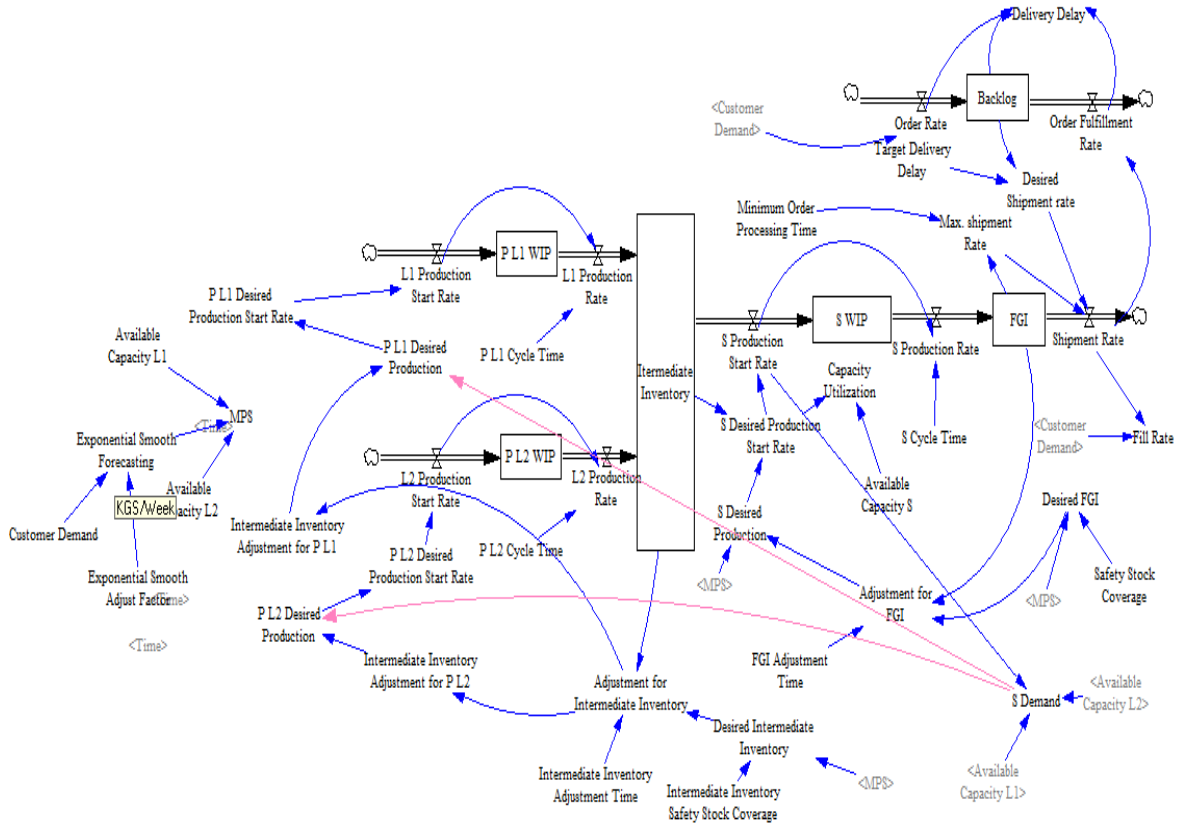 Delivery Delay
Backlog
<Customer
Demand>
Order Rate
Order Fulfillment
Rate
Target Delivery
Delay
Desired
Shipment rate
Minimum Order
Processing Time
Max. shipment
Rate
P L1 WIP
L1 Production
Start Rate
L1 Production
Rate
P L1 Desired
Production Start Rate
S WIP
FGI
S Production
Start Rate
S Production Rate
Shipment Rate
Available
Capacity L1
P L1 Desired
Production
P L1 Cycle Time
Intermediate
Inventory
Capacity
Utilization
MPS
<Time>
Exponential Smooth
Forecasting
S Desired Production
Start Rate
S Cycle Time
<Customer
Demand>
Fill Rate
P L2 WIP
L2 Production
Start Rate
L2 Production
Rate
Available
acity L2
KGS/Week
Customer Demand
Available
Capacity S
Desired FGI
Intermediate Inventory
Adjustment for P L1
S Desired
Production
P L2 Cycle Time
P L2 Desired
Production Start Rate
Exponential Smooth
Adjust Factor
<Time>
<MPS>
Adjustment for
FGI
<MPS>
Safety Stock
Coverage
P L2 Desired
Production
<Time>
Intermediate Inventory
Adjustment for P L2
FGI Adjustment
Time
Adjustment for
Intermediate Inventory
S Demand
<Available
Capacity L2>
Desired Intermediate
Inventory
Intermediate Inventory
Adjustment Time
Intermediate Inventory
Safety Stock Coverage
<MPS>
<Available
Capacity L1>